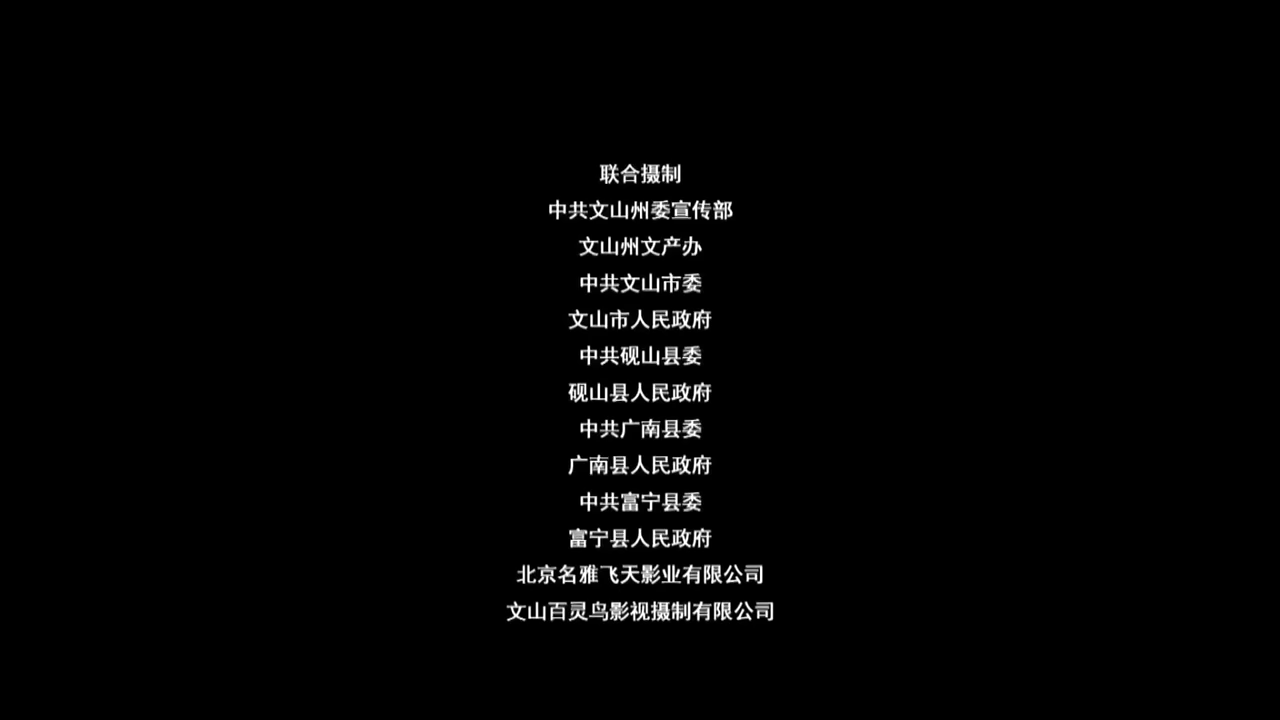 联合摄制
中共文山州委宣传部
文山州文产办
中共文山市委
文山市人民政府
中共砚山县委
砚山县人民政府
中共广南县委
广南县人民政府
中共富宁县委
富宁县人民政府
北京名雅飞天影业有限公司
文山百灵鸟影视摄制有限公司